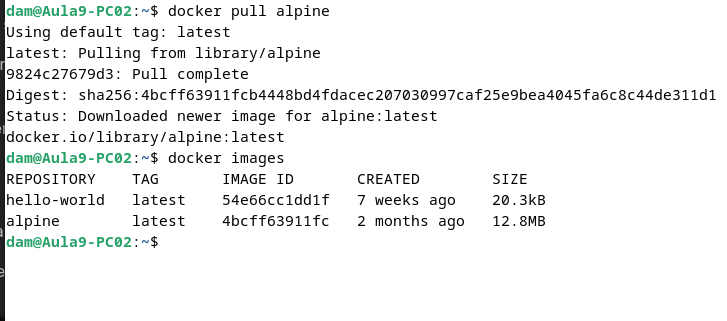 dam@Aula9-PC02:~$ docker pull alpine
Using default tag: latest
latest: Pulling from library/alpine
9824c27679d3: Pull complete
Digest: sha256:4bcff63911fcb4448bd4fdacec207030997caf25e9bea4045fa6c8c44de311d1
Status: Downloaded newer image for alpine:latest
docker.io/library/alpine:latest
dam@Aula9-PC02:~$ docker images
REPOSITORY    TAG       IMAGE ID       CREATED        SIZE
hello-world   latest    54e66cc1dd1f   7 weeks ago    20.3kB
alpine        latest    4bcff63911fc   2 months ago   12.8MB
dam@Aula9-PC02:~$